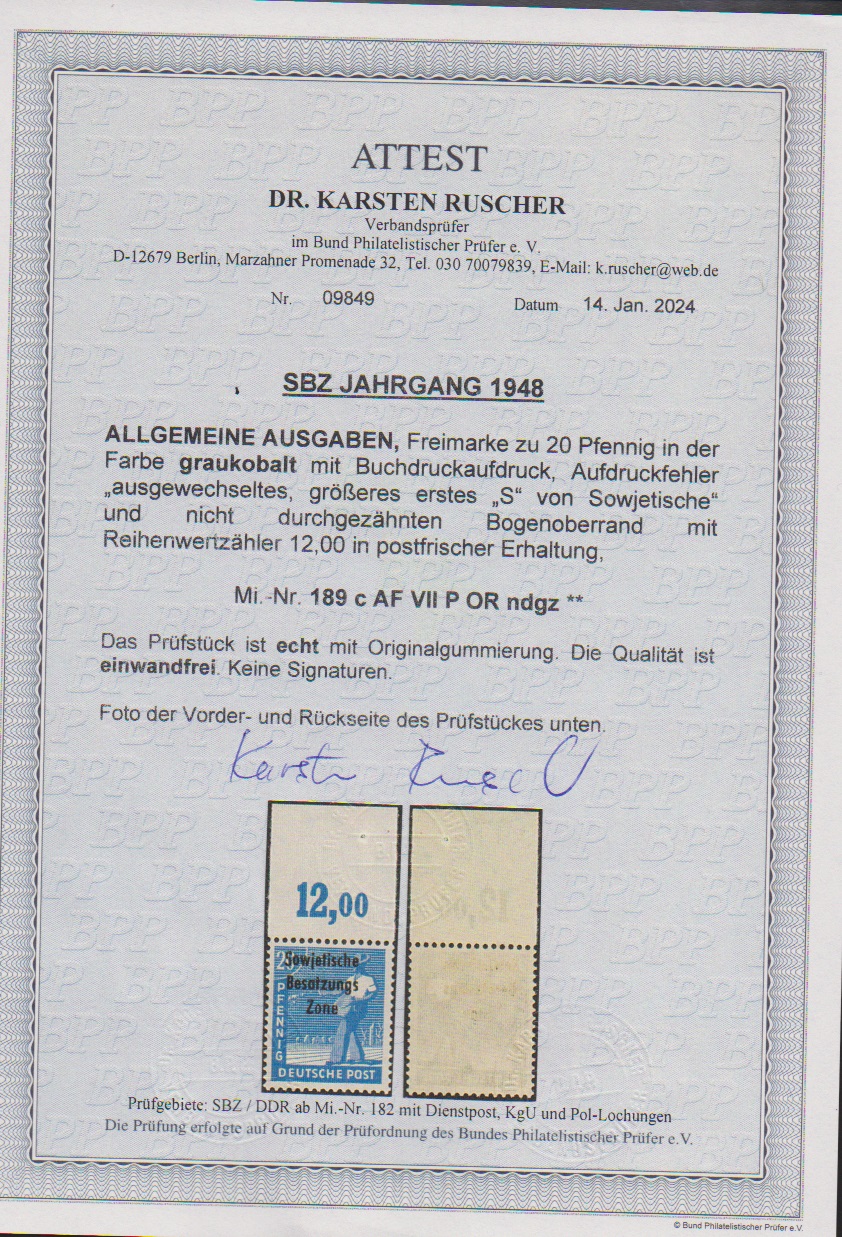 ATTEST
DR. KARSTEN RUSCHER
Verbandsprüfer
im Bund Philatelistischer Prüfer e. V.
D-12679 Berlin, Marzahner Promenade 32, Tel. 030 70079839, E-Mail: k.ruscher@web.de
Nr. 09849 Datum 14. Jan. 2024
SBZ JAHRGANG 1948
ALLGEMEINE AUSGABEN, Freimarke zu 20 Pfennig in der
Farbe graukobalt mit Buchdruckaufdruck, Aufdruckfehler
„ausgewechseltes, größeres erstes „S“ von Sowjetische“
und nicht durchgezähnten Bogenoberrand mit
Reihenwertzähler 12,00 in postfrischer Erhaltung,
Mi.-Nr. 189 c AF VII P OR ndgz **
Das Prüfstück ist echt mit Originalgummierung. Die Qualität ist
einwandfrei. Keine Signaturen.
Foto der Vorder- und Rückseite des Prüfstückes unten.
Karsten Ruscher
12,00
Sowjetische
Besatzungs
Zone
20
PFENNIG
DEUTSCHE POST
Prüfgebiete: SBZ / DDR ab Mi.-Nr. 182 mit Dienstpost, KgU und Pol-Lochungen
Die Prüfung erfolgte auf Grund der Prüfordnung des Bundes Philatelistischer Prüfer e.V.
© Bund Philatelistischer Prüfer e.V.